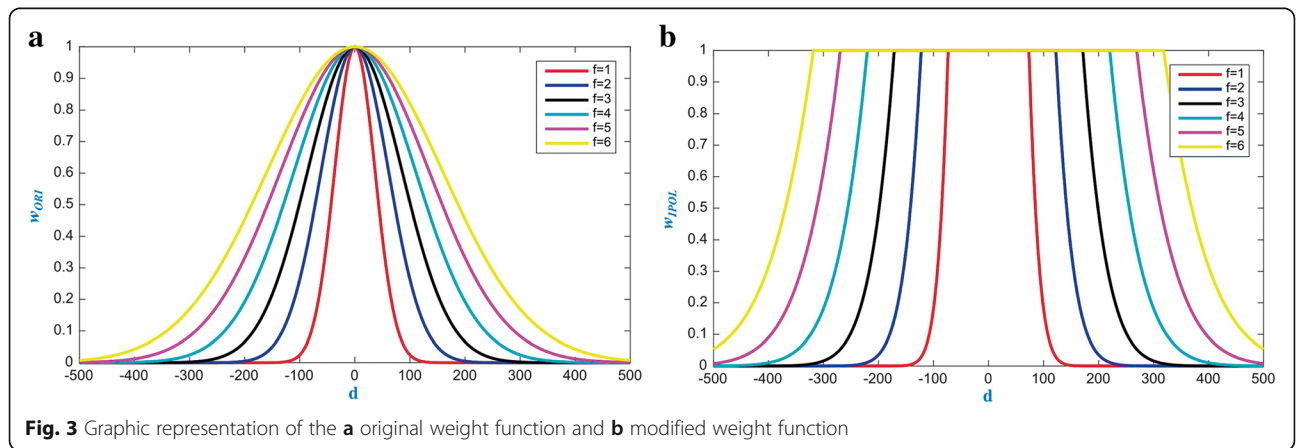 a
1
0.9
0.8
0.7
0.6
0.5
0.4
0.3
0.2
0.1
0
w_ORI
-500 -400 -300 -200 -100 0 100 200 300 400 500
d
f=1
f=2
f=3
f=4
f=5
f=6
b
1
0.9
0.8
0.7
0.6
0.5
0.4
0.3
0.2
0.1
0
w_IPOL
-500 -400 -300 -200 -100 0 100 200 300 400 500
d
f=1
f=2
f=3
f=4
f=5
f=6
Fig. 3 Graphic representation of the a original weight function and b modified weight function